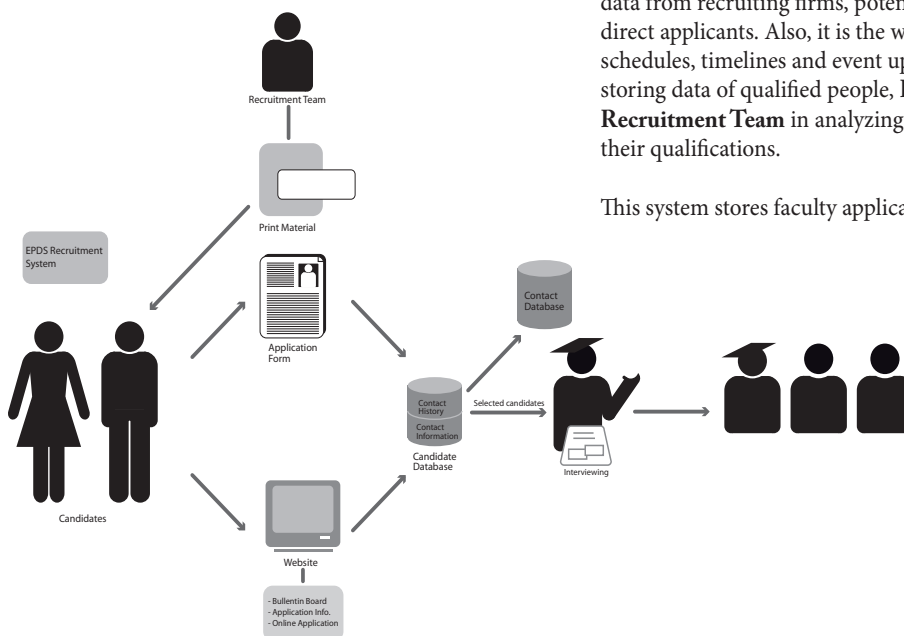 data from recruiting firms, poten
direct applicants. Also, it is the w
schedules, timelines and event up
storing data of qualified people,
Recruitment Team in analyzing
their qualifications.
This system stores faculty applica
Recruitment Team
Print Material
EPDS Recruitment
System
Application
Form
Contact
Database
Contact
History
Contact
Information
Candidate
Database
Selected candidates
Interviewing
Candidates
Website
- Bullentin Board
- Application Info.
- Online Application